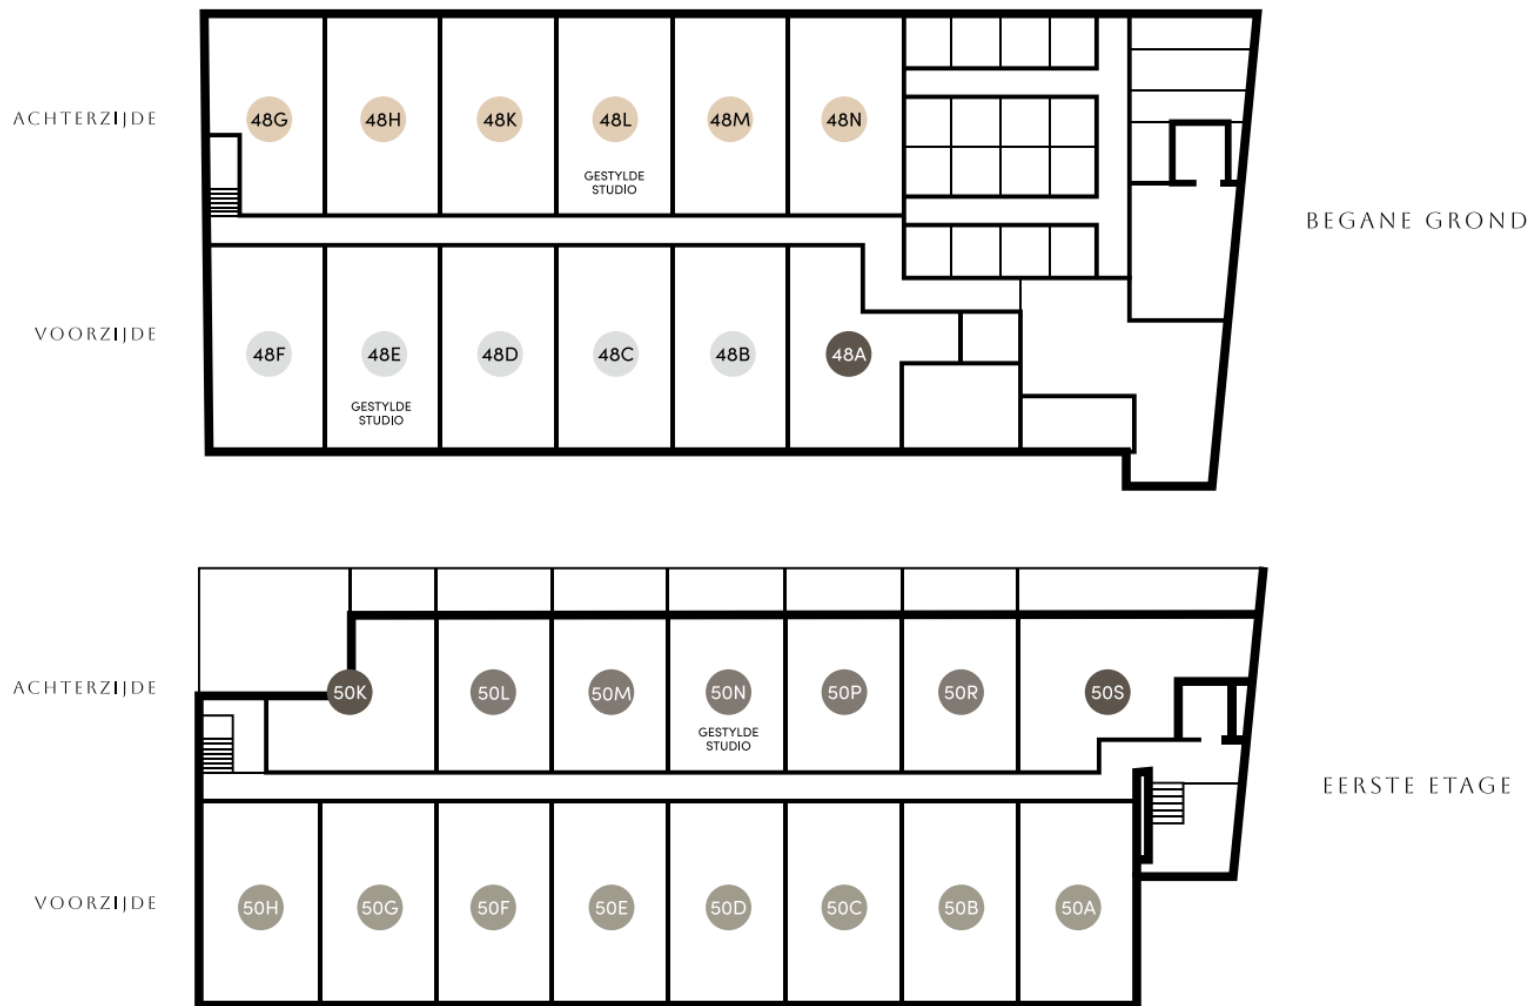 ACHTERZIJDE
48G 48H 48K 48L 48M 48N
GESTYLDE
STUDIO
BEGANE GROND
VOORZIJDE
48F 48E 48D 48C 48B 48A
GESTYLDE
STUDIO
ACHTERZIJDE
50K 50L 50M 50N 50P 50R 50S
GESTYLDE
STUDIO
EERSTE ETAGE
VOORZIJDE
50H 50G 50F 50E 50D 50C 50B 50A